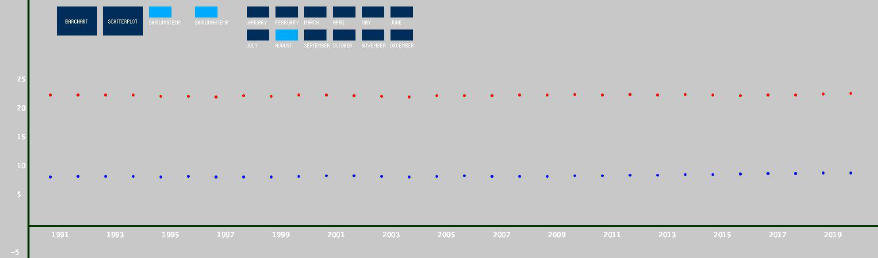 BARCHART SCATTERPLOT
JANUARY FEBRUARY MARCH APRIL MAY JUNE
JULY AUGUST SEPTEMBER OCTOBER NOVEMBER DECEMBER
25
20
15
10
5
-5
1991 1993 1995 1997 1999 2001 2003 2005 2007 2009 2011 2013 2015 2017 2019